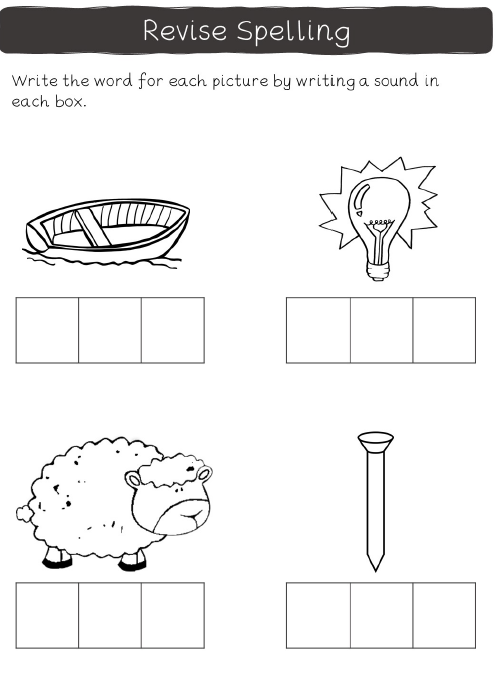 Revise Spelling
Write the word for each picture by writing a sound in
each box.